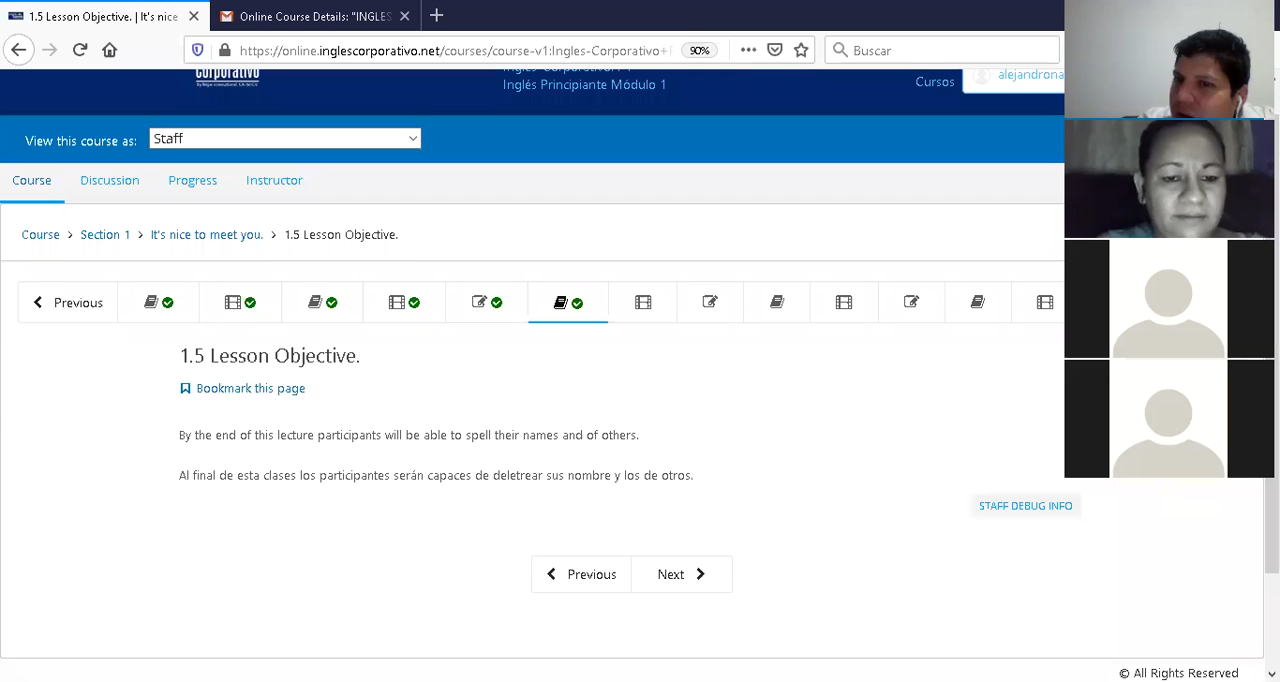 1.5 Lesson Objective. | It's nice
Online Course Details: "INGLES
https://online.inglescorporativo.net/courses/course-v1:Ingles-Corporativo+
90%
Buscar
Corporativo
Inglés Principiante Módulo 1
Cursos
alejandrona
View this course as:
Staff
Course
Discussion
Progress
Instructor
Course > Section 1 > It's nice to meet you. > 1.5 Lesson Objective.
Previous
1.5 Lesson Objective.
Bookmark this page
By the end of this lecture participants will be able to spell their names and of others.
Al final de esta clases los participantes serán capaces de deletrear sus nombre y los de otros.
STAFF DEBUG INFO
Previous
Next
© All Rights Reserved